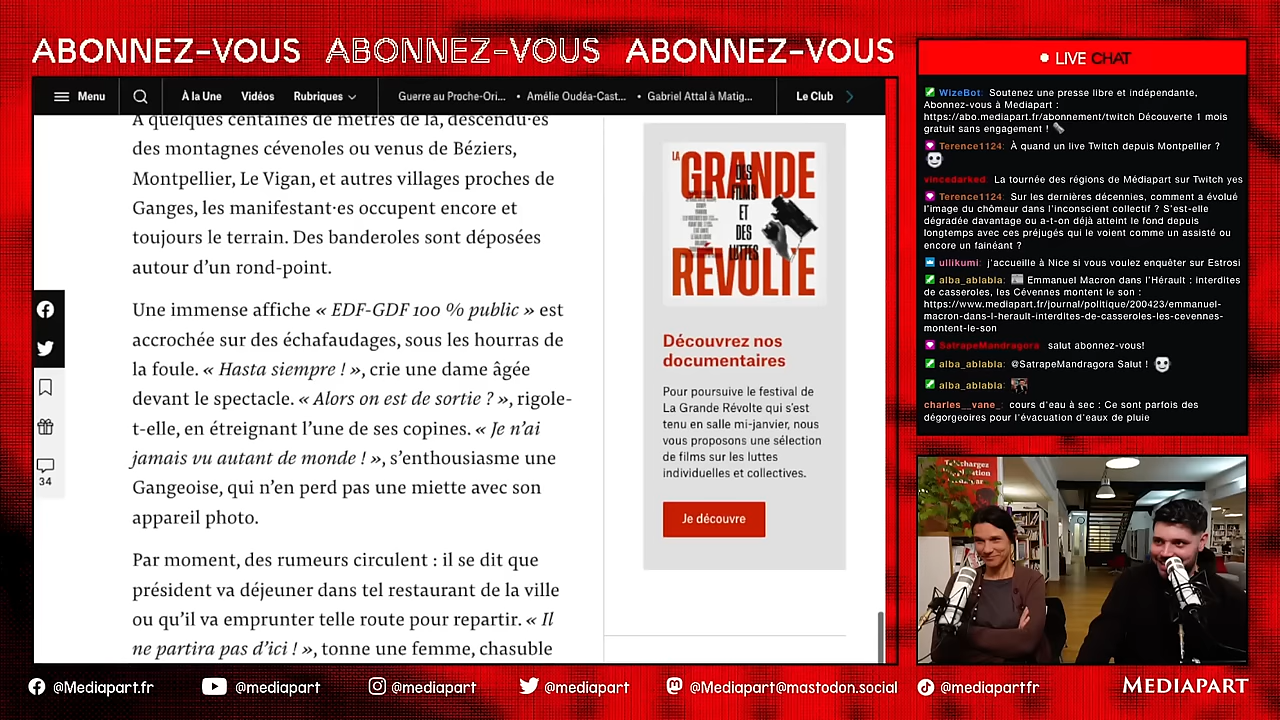 ABONNEZ-VOUS ABONNEZ-VOUS ABONNEZ-VOUS
Menu
À la Une
Vidéos
Rubriques
Guerre au Proche-Ori...
• Amélie Oudéa-Cast...
• Gabriel Attal à Matig...
Le Club
À quelques centaines de mètres de là, descendu·es
des montagnes cévenoles ou venus de Béziers,
Montpellier, Le Vigan, et autres villages proches de
Ganges, les manifestant·es occupent encore et
toujours le terrain. Des banderoles sont déposées
autour d'un rond-point.
Une immense affiche « EDF-GDF 100 % public » est
accrochée sur des échafaudages, sous les hourras de
la foule. « Hasta siempre ! », crie une dame âgée
devant le spectacle. « Alors on est de sortie ? », rigole-
t-elle, en étreignant l'une de ses copines. « Je n'ai
jamais vu autant de monde ! », s'enthousiasme une
Gangeoise, qui n'en perd pas une miette avec son
appareil photo.
Par moment, des rumeurs circulent : il se dit que
président va déjeuner dans tel restaurant de la ville
ou qu'il va emprunter telle route pour repartir. « Il
ne partira pas d'ici ! », tonne une femme, chasuble
34
LA
GRANDE
DES
FILMS
ET
DES
LUTTES
RÉVOLTE
Découvrez nos
documentaires
Pour poursuive le festival de
La Grande Révolte qui s'est
tenu en salle mi-janvier, nous
vous proposons une sélection
de films sur les luttes
individuelles et collectives.
Je découvre
LIVE CHAT
WizeBot: Soutenez une presse libre et indépendante,
Abonnez-vous à Mediapart :
https://abo.mediapart.fr/abonnement/twitch Découverte 1 mois
gratuit sans engagement !
Terence1124: À quand un live Twitch depuis Montpellier ?
vincedarked: La tournée des régions de Médiapart sur Twitch yes
Terence1124: Sur les dernières décennies, comment a évolué
l'image du chômeur dans l'inconscient collectif ? S'est-elle
dégradée davantage ou a-t-on déjà atteint le fond depuis
longtemps avec ces préjugés qui le voient comme un assisté ou
encore un fainéant ?
ullikumi: j'accueille à Nice si vous voulez enquêter sur Estrosi
alba_ablabla: Emmanuel Macron dans l'Hérault : interdites
de casseroles, les Cévennes montent le son :
https://www.mediapart.fr/journal/politique/200423/emmanuel-
macron-dans-l-herault-interdites-de-casseroles-les-cevennes-
montent-le-son
SatrapeMandragora: salut abonnez-vous!
alba_ablabla: @SatrapeMandragora Salut !
alba_ablabla:
charles__vane_: cours d'eau à sec : Ce sont parfois des
dégorgeoires pour l'évacuation d'eaux de pluie
@Mediapart.fr
@mediapart
@mediapart
@mediapart
@Mediapart@mastodon.social
@mediapartfr
MEDIAPART